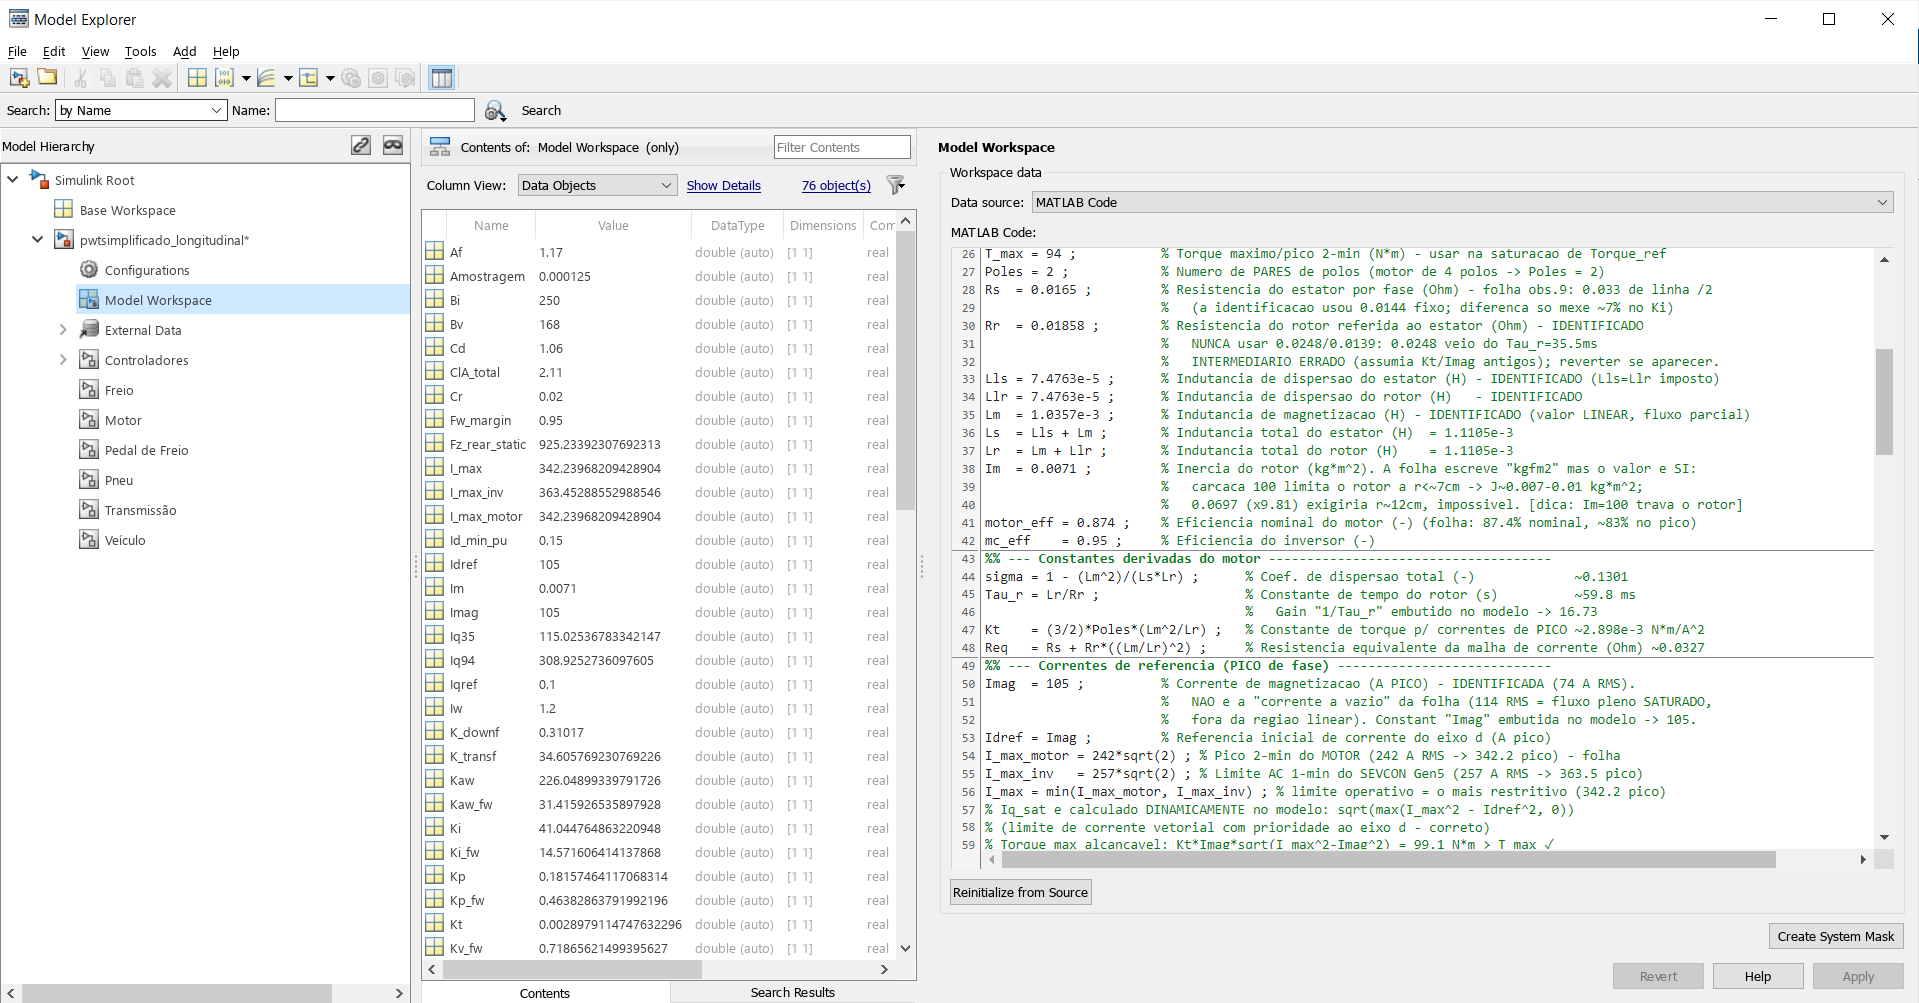 Model Explorer
File Edit View Tools Add Help
Search: by Name Name: Search
Model Hierarchy
Simulink Root
Base Workspace
pwtsimplificado_longitudinal*
Configurations
Model Workspace
External Data
Controladores
Freio
Motor
Pedal de Freio
Pneu
Transmissão
Veículo
Contents of: Model Workspace (only) Filter Contents
Column View: Data Objects Show Details 76 object(s)
Name Value DataType Dimensions Com
Af 1.17 double (auto) [1 1] real
Amostragem 0.000125 double (auto) [1 1] real
Bi 250 double (auto) [1 1] real
Bv 168 double (auto) [1 1] real
Cd 1.06 double (auto) [1 1] real
ClA_total 2.11 double (auto) [1 1] real
Cr 0.02 double (auto) [1 1] real
Fw_margin 0.95 double (auto) [1 1] real
Fz_rear_static 925.23392307692313 double (auto) [1 1] real
I_max 342.23968209428904 double (auto) [1 1] real
I_max_inv 363.45288552988546 double (auto) [1 1] real
I_max_motor 342.23968209428904 double (auto) [1 1] real
Id_min_pu 0.15 double (auto) [1 1] real
Idref 105 double (auto) [1 1] real
Im 0.0071 double (auto) [1 1] real
Imag 105 double (auto) [1 1] real
Iq35 115.02536783342147 double (auto) [1 1] real
Iq94 308.9252736097605 double (auto) [1 1] real
Iqref 0.1 double (auto) [1 1] real
Iw 1.2 double (auto) [1 1] real
K_downf 0.31017 double (auto) [1 1] real
K_transf 34.605769230769226 double (auto) [1 1] real
Kaw 226.04899339791726 double (auto) [1 1] real
Kaw_fw 31.415926535897928 double (auto) [1 1] real
Ki 41.044764863220948 double (auto) [1 1] real
Ki_fw 14.571606414137868 double (auto) [1 1] real
Kp 0.18157464117068314 double (auto) [1 1] real
Kp_fw 0.46382863791992196 double (auto) [1 1] real
Kt 0.0028979114747632296 double (auto) [1 1] real
Kv_fw 0.71865621499395627 double (auto) [1 1] real
Contents Search Results
Model Workspace
Workspace data
Data source: MATLAB Code
MATLAB Code:
26 T_max = 94 ; % Torque maximo/pico 2-min (N*m) - usar na saturacao de Torque_ref
27 Poles = 2 ; % Numero de PARES de polos (motor de 4 polos -> Poles = 2)
28 Rs = 0.0165 ; % Resistencia do estator por fase (Ohm) - folha obs.9: 0.033 de linha /2
29 % (a identificacao usou 0.0144 fixo; diferenca so mexe ~7% no Ki)
30 Rr = 0.01858 ; % Resistencia do rotor referida ao estator (Ohm) - IDENTIFICADO
31 % NUNCA usar 0.0248/0.0139: 0.0248 veio do Tau_r=35.5ms
32 % INTERMEDIARIO ERRADO (assumia Kt/Imag antigos); reverter se aparecer.
33 Lls = 7.4763e-5 ; % Indutancia de dispersao do estator (H) - IDENTIFICADO (Lls=Llr imposto)
34 Llr = 7.4763e-5 ; % Indutancia de dispersao do rotor (H) - IDENTIFICADO
35 Lm = 1.0357e-3 ; % Indutancia de magnetizacao (H) - IDENTIFICADO (valor LINEAR, fluxo parcial)
36 Ls = Lls + Lm ; % Indutancia total do estator (H) = 1.1105e-3
37 Lr = Lm + Llr ; % Indutancia total do rotor (H) = 1.1105e-3
38 Im = 0.0071 ; % Inercia do rotor (kg*m^2). A folha escreve "kgfm2" mas o valor e SI:
39 % carcaca 100 limita o rotor a r<~7cm -> J~0.007-0.01 kg*m^2;
40 % 0.0697 (x9.81) exigiria r~12cm, impossivel. [dica: Im=100 trava o rotor]
41 motor_eff = 0.874 ; % Eficiencia nominal do motor (-) (folha: 87.4% nominal, ~83% no pico)
42 mc_eff = 0.95 ; % Eficiencia do inversor (-)
43 %% --- Constantes derivadas do motor -------------------------------------
44 sigma = 1 - (Lm^2)/(Ls*Lr) ; % Coef. de dispersao total (-) ~0.1301
45 Tau_r = Lr/Rr ; % Constante de tempo do rotor (s) ~59.8 ms
46 % Gain "1/Tau_r" embutido no modelo -> 16.73
47 Kt = (3/2)*Poles*(Lm^2/Lr) ; % Constante de torque p/ correntes de PICO ~2.898e-3 N*m/A^2
48 Req = Rs + Rr*((Lm/Lr)^2) ; % Resistencia equivalente da malha de corrente (Ohm) ~0.0327
49 %% --- Correntes de referencia (PICO de fase) ----------------------------
50 Imag = 105 ; % Corrente de magnetizacao (A PICO) - IDENTIFICADA (74 A RMS).
51 % NAO e a "corrente a vazio" da folha (114 RMS = fluxo pleno SATURADO,
52 % fora da regiao linear). Constant "Imag" embutida no modelo -> 105.
53 Idref = Imag ; % Referencia inicial de corrente do eixo d (A pico)
54 I_max_motor = 242*sqrt(2) ; % Pico 2-min do MOTOR (242 A RMS -> 342.2 pico) - folha
55 I_max_inv = 257*sqrt(2) ; % Limite AC 1-min do SEVCON Gen5 (257 A RMS -> 363.5 pico)
56 I_max = min(I_max_motor, I_max_inv) ; % limite operativo = o mais restritivo (342.2 pico)
57 % Iq_sat e calculado DINAMICAMENTE no modelo: sqrt(max(I_max^2 - Idref^2, 0))
58 % (limite de corrente vetorial com prioridade ao eixo d - correto)
59 % Torque max alcancavel: Kt*Imag*sqrt(I_max^2-Imag^2) = 99.1 N*m > T_max ✓
Reinitialize from Source
Create System Mask
Revert Help Apply